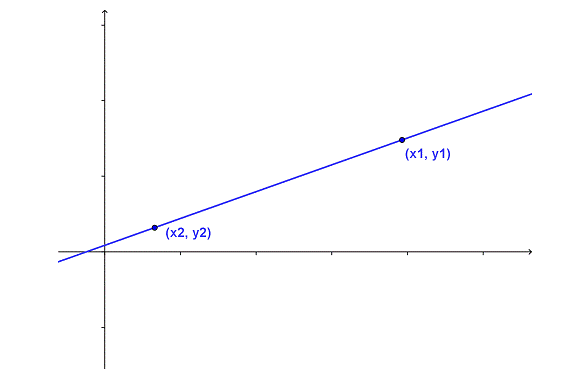 (x1, y1)
(x2, y2)